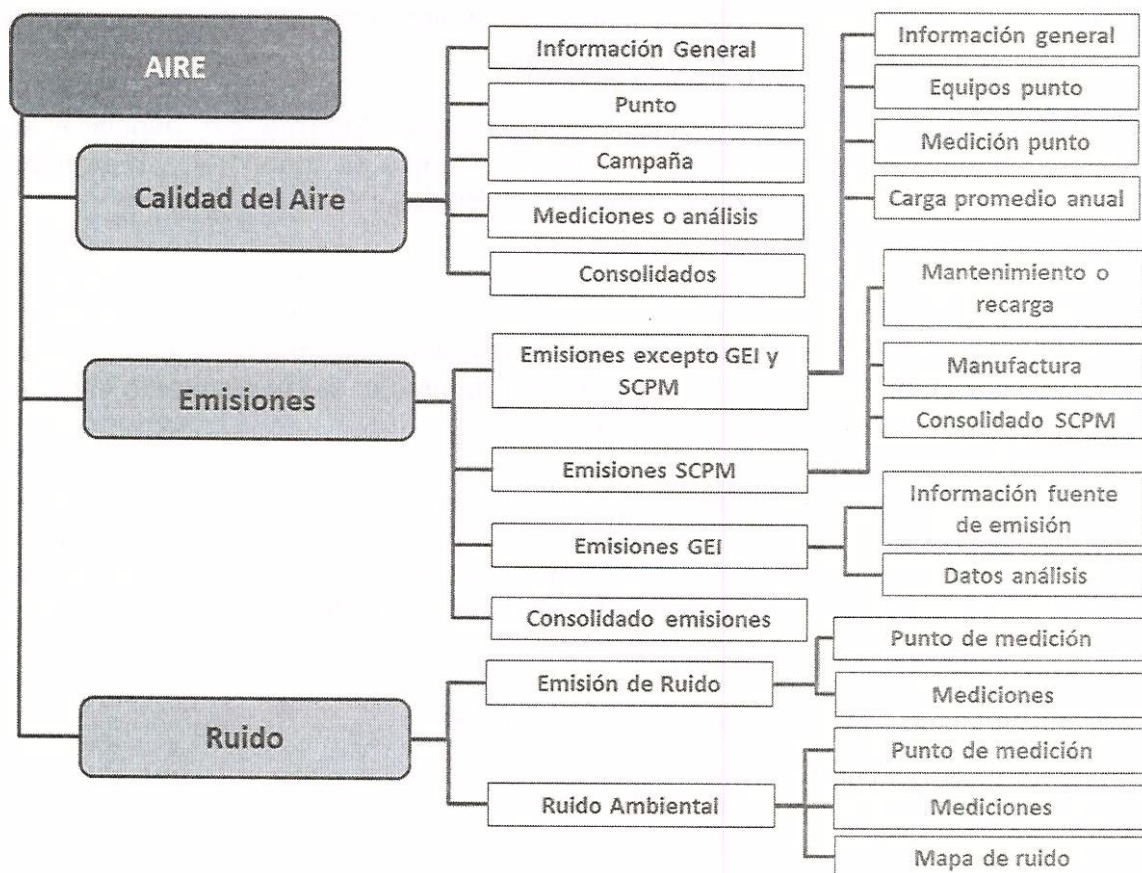 AIRE
Calidad del Aire
Información General
Punto
Campaña
Mediciones o análisis
Consolidados
Emisiones
Emisiones excepto GEI y
SCPM
Información general
Equipos punto
Medición punto
Carga promedio anual
Emisiones SCPM
Mantenimiento o
recarga
Manufactura
Consolidado SCPM
Emisiones GEI
Información fuente
de emisión
Datos análisis
Consolidado emisiones
Ruido
Emisión de Ruido
Punto de medición
Mediciones
Ruido Ambiental
Punto de medición
Mediciones
Mapa de ruido